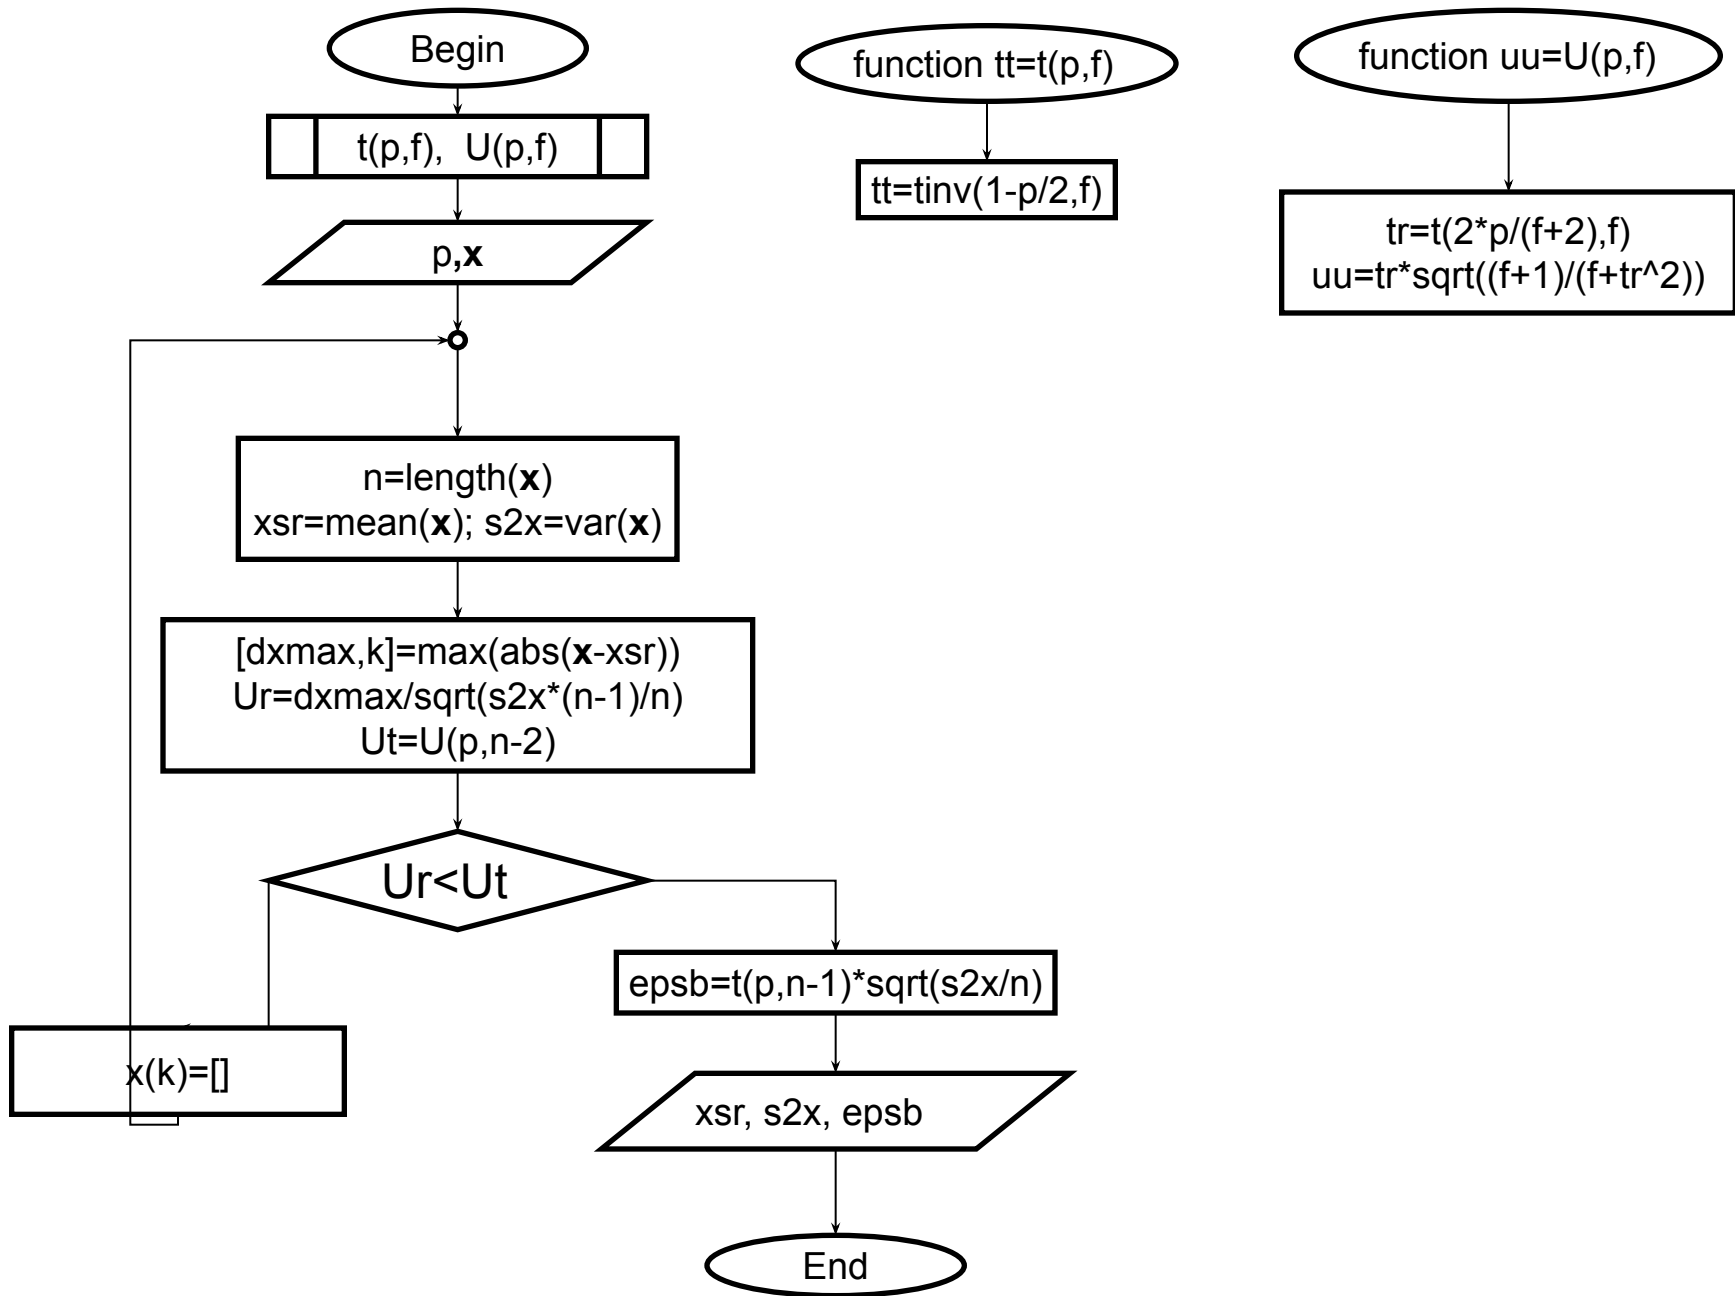 Begin
t(p,f),  U(p,f)
p,x
n=length(x)
xsr=mean(x); s2x=var(x)
[dxmax,k]=max(abs(x-xsr))
Ur=dxmax/sqrt(s2x*(n-1)/n)
Ut=U(p,n-2)
Ur<Ut
x(k)=[]
epsb=t(p,n-1)*sqrt(s2x/n)
xsr, s2x, epsb
End
function tt=t(p,f)
tt=tinv(1-p/2,f)
function uu=U(p,f)
tr=t(2*p/(f+2),f)
uu=tr*sqrt((f+1)/(f+tr^2))